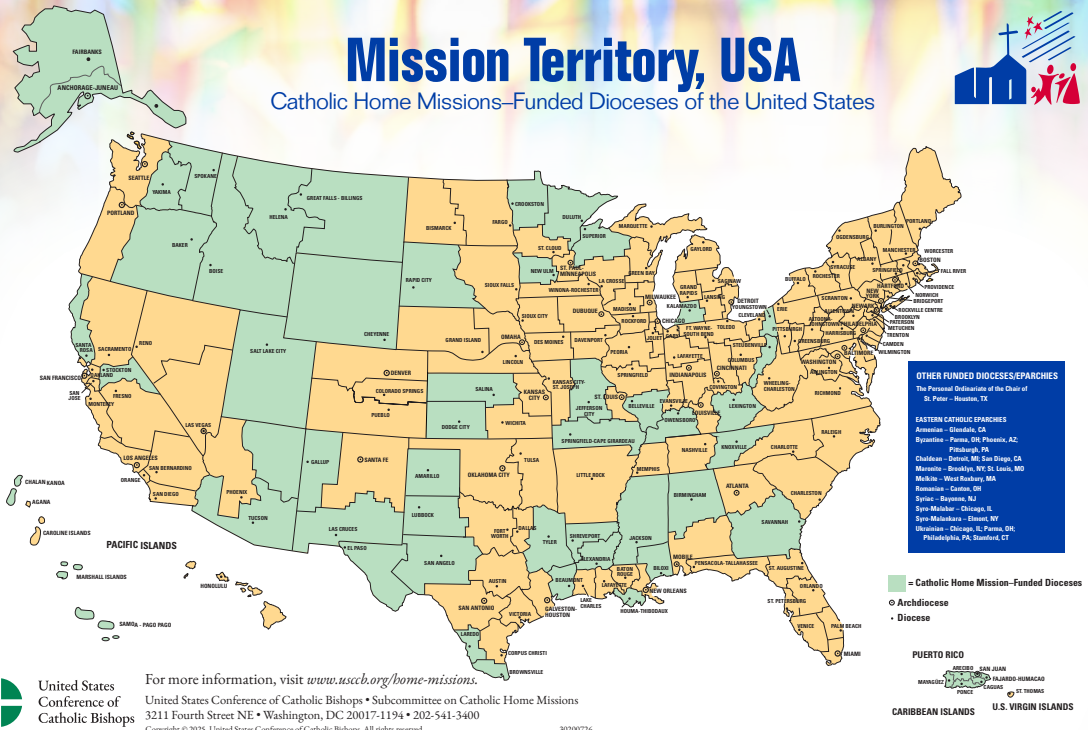 Mission Territory, USA
Catholic Home Missions–Funded Dioceses of the United States
FAIRBANKS
ANCHORAGE-JUNEAU
SEATTLE
SPOKANE
YAKIMA
PORTLAND
GREAT FALLS - BILLINGS
HELENA
BAKER
BOISE
BISMARCK
FARGO
CROOKSTON
DULUTH
SUPERIOR
MARQUETTE
ST. CLOUD
NEW ULM
ST. PAUL-
MINNEAPOLIS
WINONA-ROCHESTER
LA CROSSE
GREEN BAY
GAYLORD
SAGINAW
GRAND
RAPIDS
LANSING
DETROIT
KALAMAZOO
MILWAUKEE
MADISON
RAPID CITY
SIOUX FALLS
SIOUX CITY
DUBUQUE
ROCKFORD
CHICAGO
JOLIET
GARY
FT. WAYNE-
SOUTH BEND
TOLEDO
YOUNGSTOWN
CLEVELAND
ERIE
BUFFALO
ROCHESTER
SYRACUSE
OGDENSBURG
BURLINGTON
PORTLAND
MANCHESTER
WORCESTER
BOSTON
FALL RIVER
ALBANY
SPRINGFIELD
HARTFORD
PROVIDENCE
NORWICH
BRIDGEPORT
NEW
YORK
ROCKVILLE CENTRE
BROOKLYN
PATERSON
METUCHEN
TRENTON
CAMDEN
WILMINGTON
NEWARK
SCRANTON
ALLENTOWN
PHILADELPHIA
ALTOONA-
JOHNSTOWN
HARRISBURG
PITTSBURGH
GREENSBURG
BALTIMORE
WASHINGTON
ARLINGTON
RICHMOND
WHEELING-
CHARLESTON
STEUBENVILLE
COLUMBUS
CINCINNATI
COVINGTON
LEXINGTON
LOUISVILLE
OWENSBORO
EVANSVILLE
INDIANAPOLIS
LAFAYETTE
PEORIA
SPRINGFIELD
BELLEVILLE
ST. LOUIS
JEFFERSON
CITY
KANSAS CITY-
ST. JOSEPH
SPRINGFIELD-CAPE GIRARDEAU
DAVENPORT
DES MOINES
OMAHA
LINCOLN
GRAND ISLAND
CHEYENNE
SALT LAKE CITY
RENO
SACRAMENTO
SANTA
ROSA
SAN FRANCISCO
OAKLAND
STOCKTON
SAN
JOSE
MONTEREY
FRESNO
LAS VEGAS
LOS ANGELES
SAN BERNARDINO
ORANGE
SAN DIEGO
PHOENIX
TUCSON
GALLUP
SANTA FE
LAS CRUCES
EL PASO
DENVER
COLORADO SPRINGS
PUEBLO
SALINA
KANSAS
CITY
DODGE CITY
WICHITA
TULSA
OKLAHOMA CITY
AMARILLO
LUBBOCK
SAN ANGELO
FORT
WORTH
DALLAS
TYLER
AUSTIN
SAN ANTONIO
VICTORIA
GALVESTON-
HOUSTON
BEAUMONT
LAREDO
CORPUS CHRISTI
BROWNSVILLE
LITTLE ROCK
SHREVEPORT
ALEXANDRIA
LAKE
CHARLES
LAFAYETTE
BATON
ROUGE
HOUMA-THIBODAUX
NEW ORLEANS
JACKSON
BILOXI
MOBILE
BIRMINGHAM
MEMPHIS
NASHVILLE
KNOXVILLE
CHARLOTTE
RALEIGH
CHARLESTON
ATLANTA
SAVANNAH
PENSACOLA-TALLAHASSEE
ST. AUGUSTINE
ORLANDO
ST. PETERSBURG
VENICE
PALM BEACH
MIAMI
CHALAN KANOA
AGANA
CAROLINE ISLANDS
PACIFIC ISLANDS
MARSHALL ISLANDS
HONOLULU
SAMOA - PAGO PAGO
OTHER FUNDED DIOCESES/EPARCHIES
The Personal Ordinariate of the Chair of
St. Peter – Houston, TX
EASTERN CATHOLIC EPARCHIES
Armenian – Glendale, CA
Byzantine – Parma, OH; Phoenix, AZ;
Pittsburgh, PA
Chaldean – Detroit, MI; San Diego, CA
Maronite – Brooklyn, NY; St. Louis, MO
Melkite – West Roxbury, MA
Romanian – Canton, OH
Syriac – Bayonne, NJ
Syro-Malabar – Chicago, IL
Syro-Malankara – Elmont, NY
Ukrainian – Chicago, IL; Parma, OH;
Philadelphia, PA; Stamford, CT
= Catholic Home Mission–Funded Dioceses
Archdiocese
Diocese
PUERTO RICO
ARECIBO
SAN JUAN
MAYAGÜEZ
FAJARDO-HUMACAO
CAGUAS
PONCE
ST. THOMAS
U.S. VIRGIN ISLANDS
CARIBBEAN ISLANDS
United States
Conference of
Catholic Bishops
For more information, visit www.usccb.org/home-missions.
United States Conference of Catholic Bishops • Subcommittee on Catholic Home Missions
3211 Fourth Street NE • Washington, DC 20017-1194 • 202-541-3400
Copyright © 2025, United States Conference of Catholic Bishops. All rights reserved. 30200726